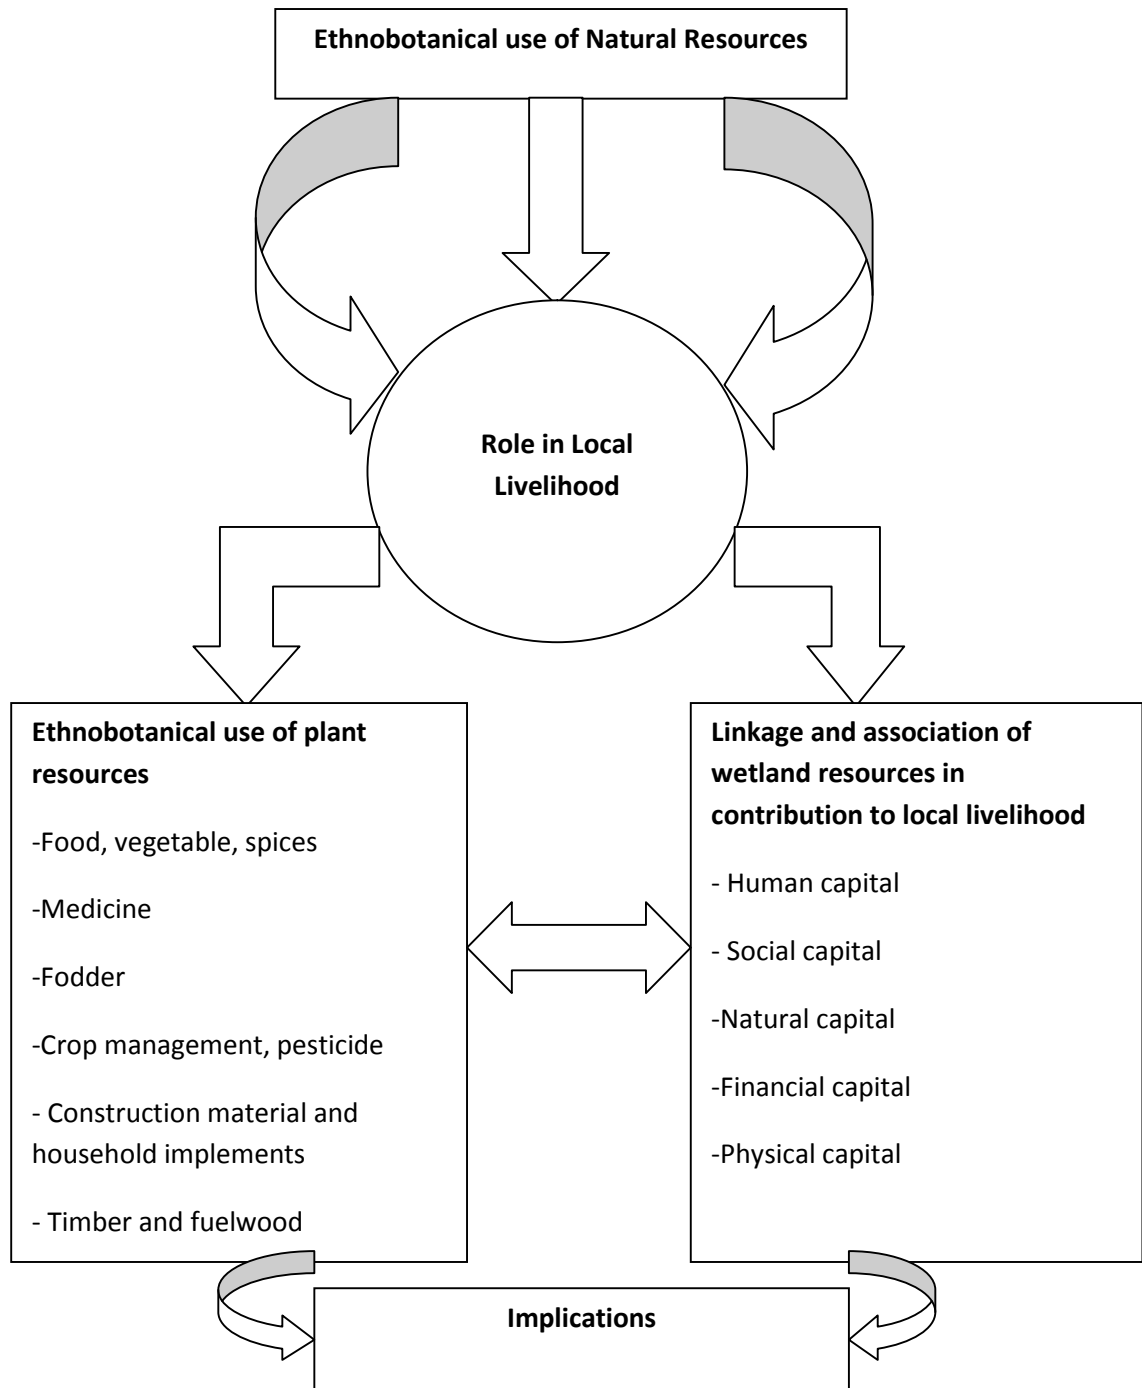 Ethnobotanical use of Natural Resources
Role in Local
Livelihood
Ethnobotanical use of plant
resources
-Food, vegetable, spices
-Medicine
-Fodder
-Crop management, pesticide
- Construction material and
household implements
- Timber and fuelwood
Linkage and association of
wetland resources in
contribution to local livelihood
- Human capital
- Social capital
-Natural capital
-Financial capital
-Physical capital
Implications